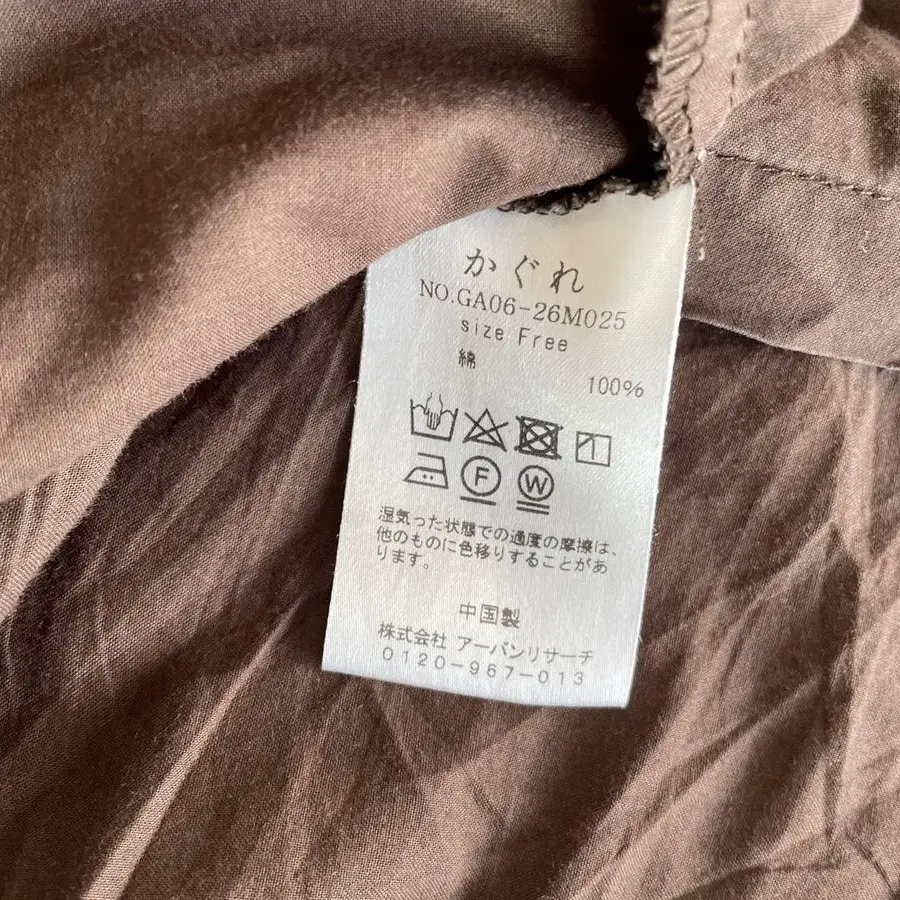 かぐれ
NO.GA06-26M025
size Free
綿 100%
F W
湿気った状態での過度の摩擦は、
他のものに色移りすることがあ
ります。
中国製
株式会社 アーバンリサーチ
0120-967-013